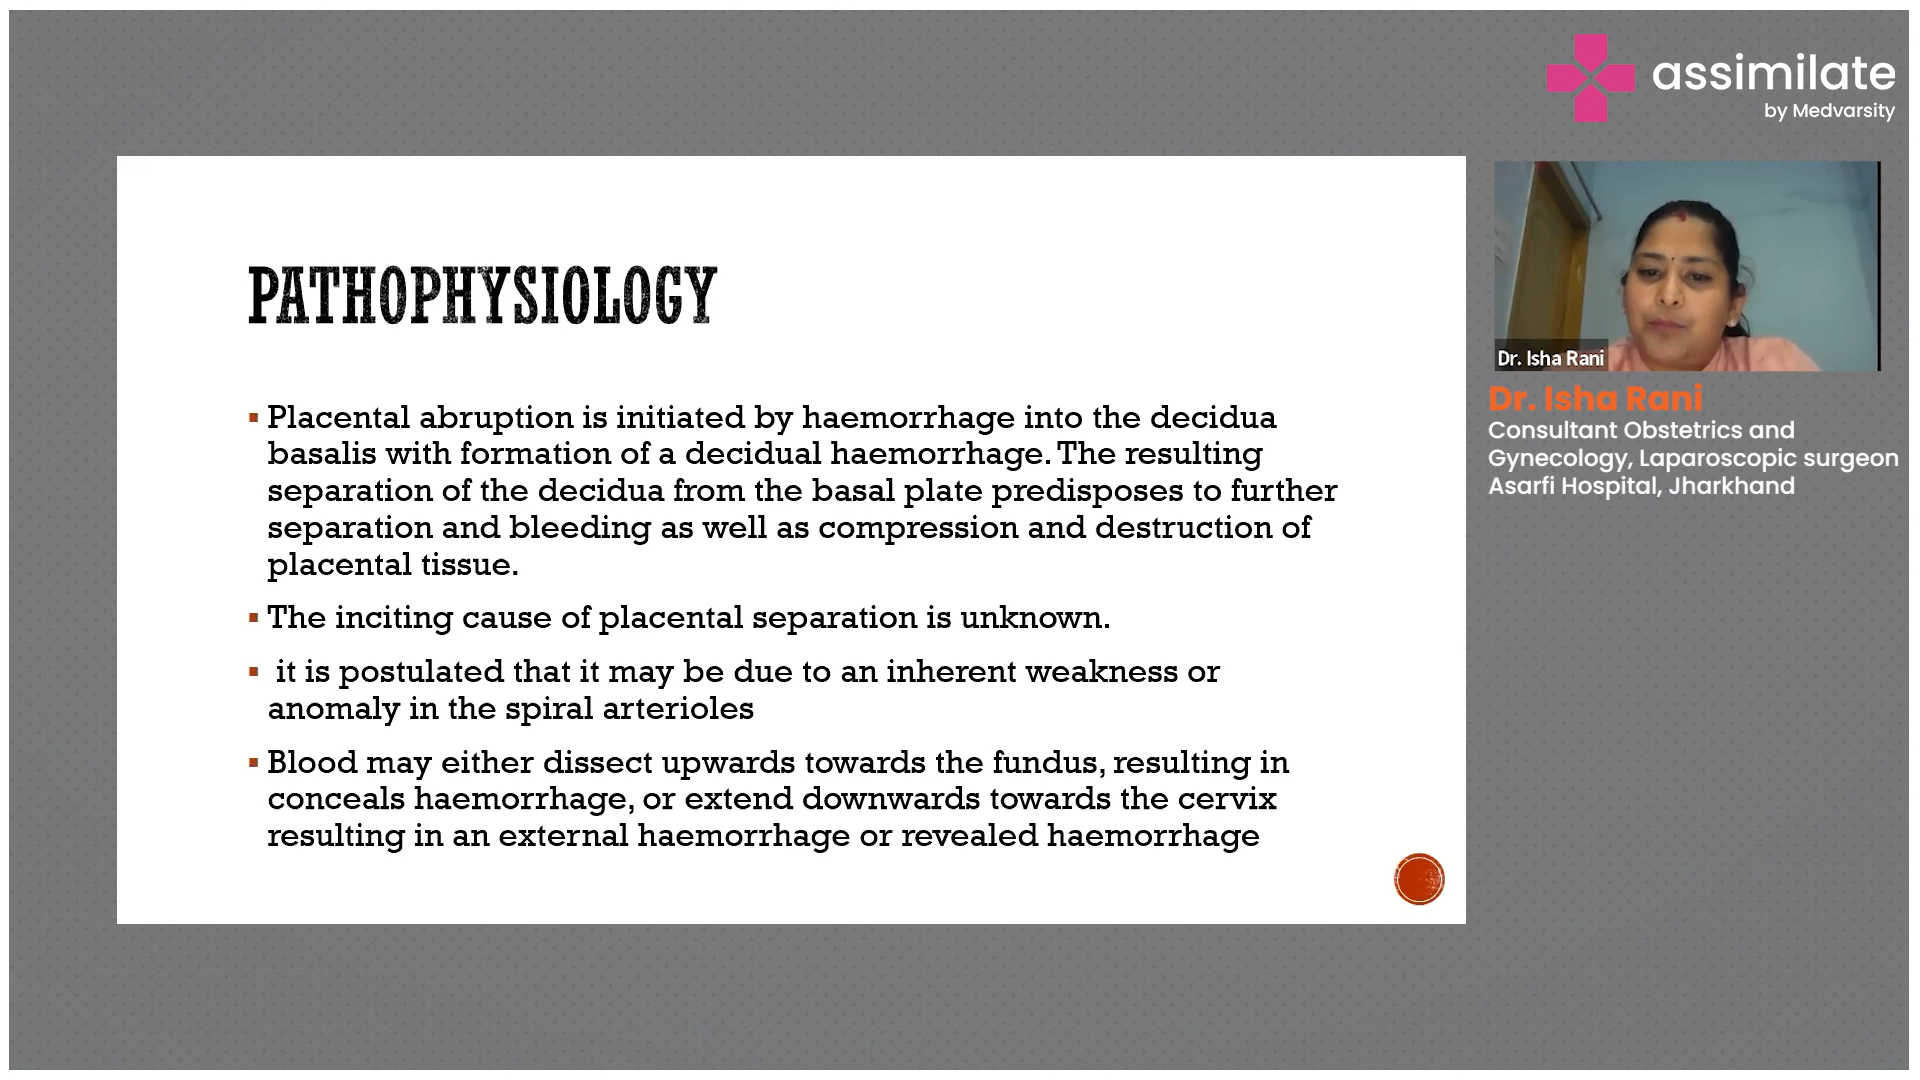 assimilate
by Medvarsity
PATHOPHYSIOLOGY
Placental abruption is initiated by haemorrhage into the decidua
basalis with formation of a decidual haemorrhage. The resulting
separation of the decidua from the basal plate predisposes to further
separation and bleeding as well as compression and destruction of
placental tissue.
The inciting cause of placental separation is unknown.
it is postulated that it may be due to an inherent weakness or
anomaly in the spiral arterioles
Blood may either dissect upwards towards the fundus, resulting in
conceals haemorrhage, or extend downwards towards the cervix
resulting in an external haemorrhage or revealed haemorrhage
Dr. Isha Rani
Dr. Isha Rani
Consultant Obstetrics and
Gynecology, Laparoscopic surgeon
Asarfi Hospital, Jharkhand